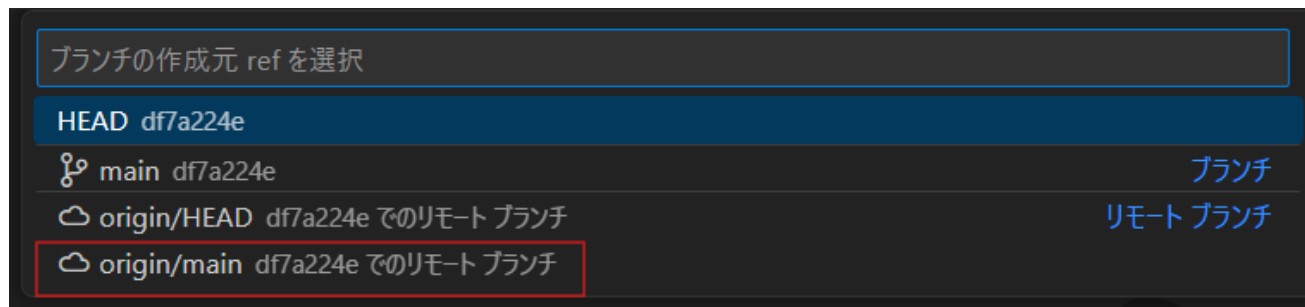 ブランチの作成元 ref を選択
HEAD df7a224e
main df7a224e ブランチ
origin/HEAD df7a224e でのリモート ブランチ リモート ブランチ
origin/main df7a224e でのリモート ブランチ